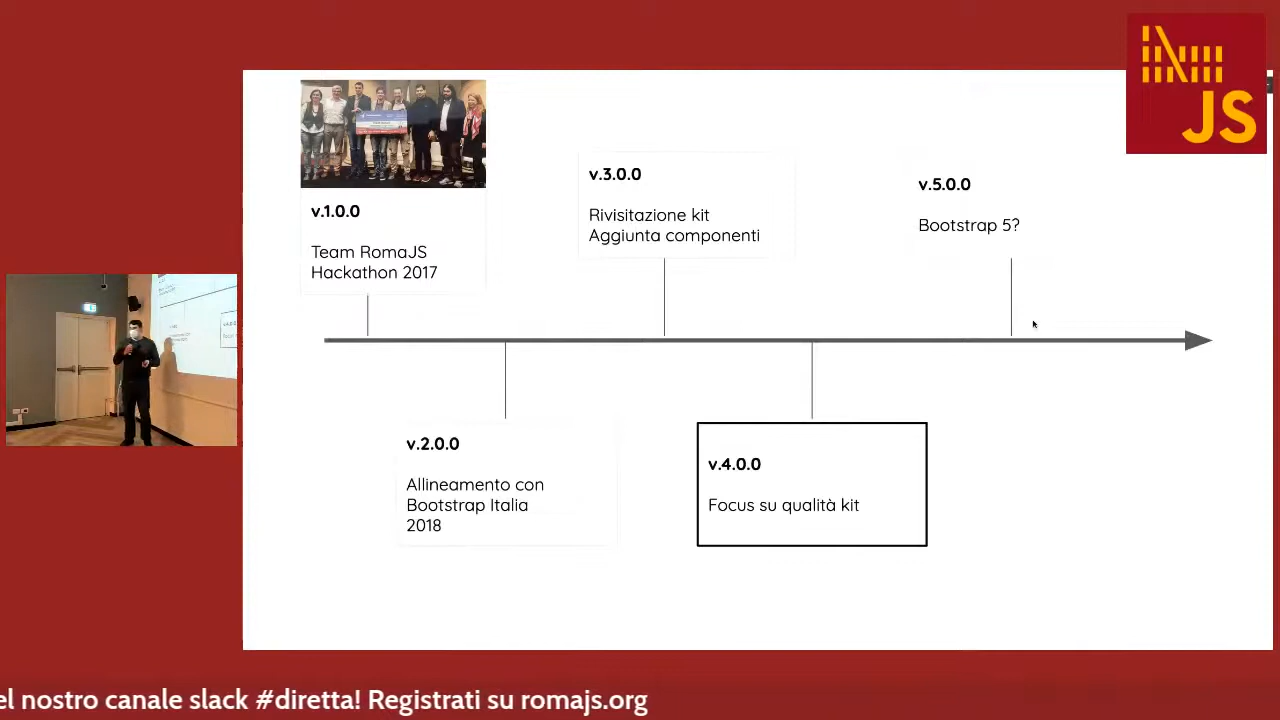 JS
v.1.0.0
Team RomaJS
Hackathon 2017
v.2.0.0
Allineamento con
Bootstrap Italia
2018
v.3.0.0
Rivisitazione kit
Aggiunta componenti
v.4.0.0
Focus su qualità kit
v.5.0.0
Bootstrap 5?
el nostro canale slack #diretta! Registrati su romajs.org